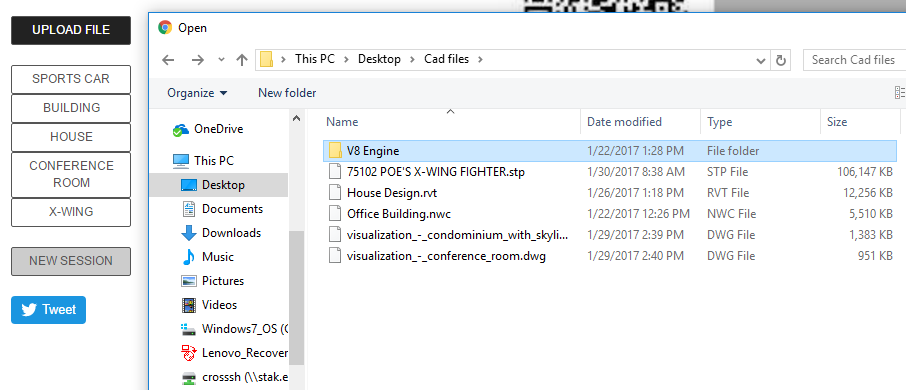 UPLOAD FILE
SPORTS CAR
BUILDING
HOUSE
CONFERENCE
ROOM
X-WING
NEW SESSION
Tweet
Open
This PC > Desktop > Cad files >
Search Cad files
Organize
New folder
OneDrive
This PC
Desktop
Documents
Downloads
Music
Pictures
Videos
Windows7_OS (C
Lenovo_Recover
crosssh (\\stak.e
Name Date modified Type Size
V8 Engine 1/22/2017 1:28 PM File folder
75102 POE'S X-WING FIGHTER.stp 1/30/2017 8:38 AM STP File 106,147 KB
House Design.rvt 1/26/2017 1:18 PM RVT File 12,256 KB
Office Building.nwc 1/22/2017 12:26 PM NWC File 5,510 KB
visualization_-_condominium_with_skyli... 1/29/2017 2:39 PM DWG File 1,383 KB
visualization_-_conference_room.dwg 1/29/2017 2:40 PM DWG File 951 KB